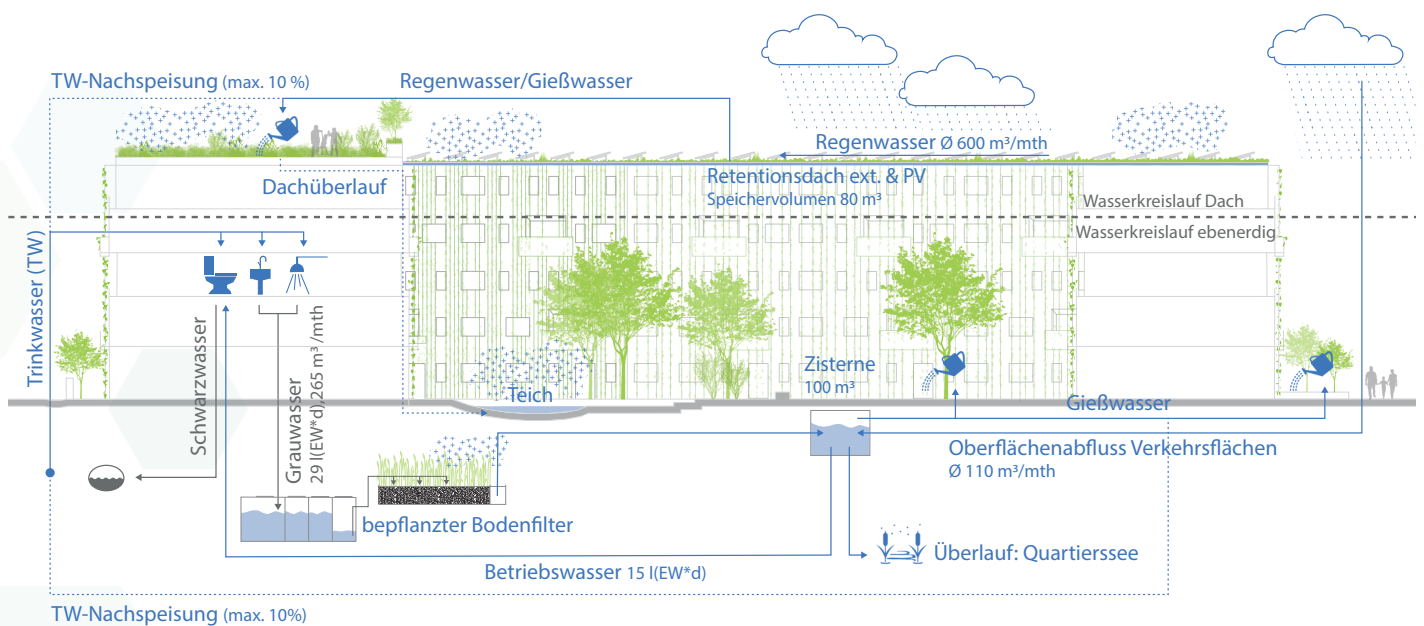 TW-Nachspeisung (max. 10 %)
Regenwasser/Gießwasser
Regenwasser Ø 600 m³/mth
Dachüberlauf
Retentionsdach ext. & PV
Speichervolumen 80 m³
Wasserkreislauf Dach
Wasserkreislauf ebenerdig
Trinkwasser (TW)
Schwarzwasser
Grauwasser
29 l(EW*d),265 m³ /mth
Teich
Zisterne
100 m³
Gießwasser
Oberflächenabfluss Verkehrsflächen
Ø 110 m³/mth
bepflanzter Bodenfilter
Überlauf: Quartierssee
Betriebswasser 15 l(EW*d)
TW-Nachspeisung (max. 10%)